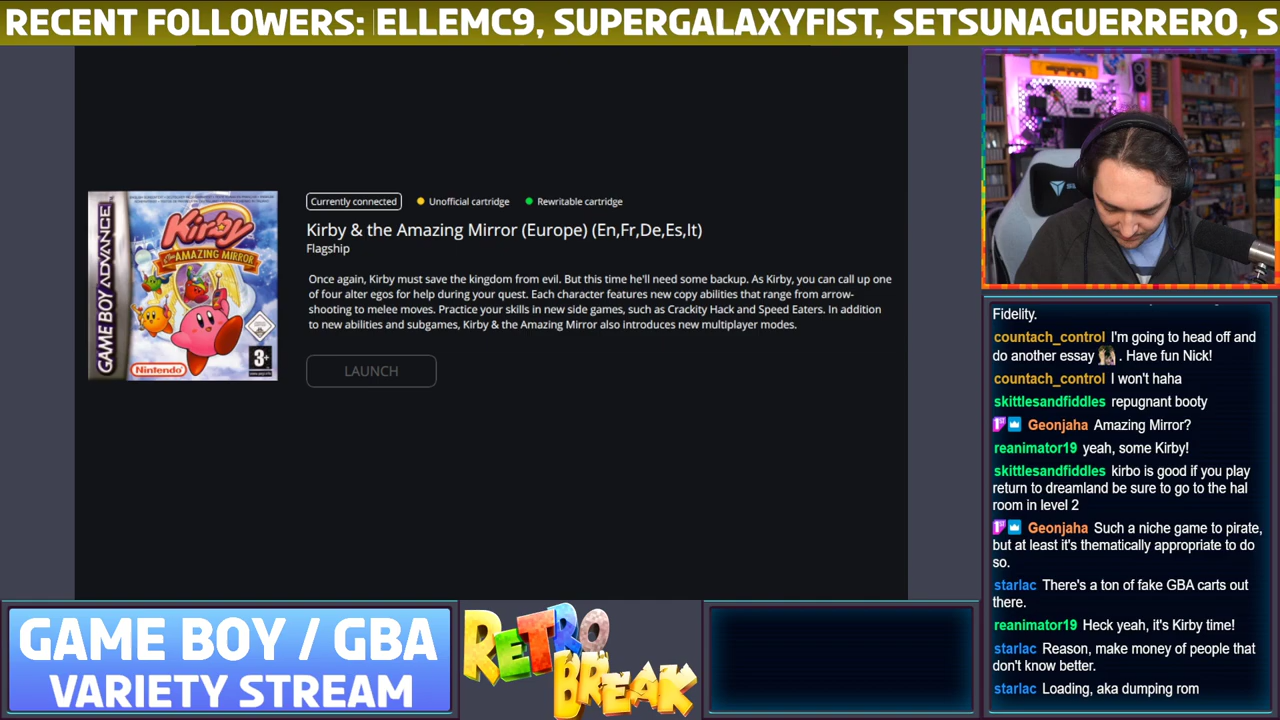 RECENT FOLLOWERS: ELLEMC9, SUPERGALAXYFIST, SETSUNAGUERRERO, S
GAME BOY ADVANCE
Kirby
& The AMAZING MIRROR
3+
Nintendo
Currently connected
Unofficial cartridge
Rewritable cartridge
Kirby & the Amazing Mirror (Europe) (En,Fr,De,Es,It)
Flagship
Once again, Kirby must save the kingdom from evil. But this time he'll need some backup. As Kirby, you can call up one
of four alter egos for help during your quest. Each character features new copy abilities that range from arrow-
shooting to melee moves. Practice your skills in new side games, such as Crackity Hack and Speed Eaters. In addition
to new abilities and subgames, Kirby & the Amazing Mirror also introduces new multiplayer modes.
LAUNCH
Fidelity.
countach_control I'm going to head off and
do another essay . Have fun Nick!
countach_control I won't haha
skittlesandfiddles repugnant booty
1ST Geonjaha Amazing Mirror?
reanimator19 yeah, some Kirby!
skittlesandfiddles kirbo is good if you play
return to dreamland be sure to go to the hal
room in level 2
1ST Geonjaha Such a niche game to pirate,
but at least it's thematically appropriate to do
so.
starlac There's a ton of fake GBA carts out
there.
reanimator19 Heck yeah, it's Kirby time!
starlac Reason, make money of people that
don't know better.
starlac Loading, aka dumping rom
GAME BOY / GBA
VARIETY STREAM
RETRO
BREAK